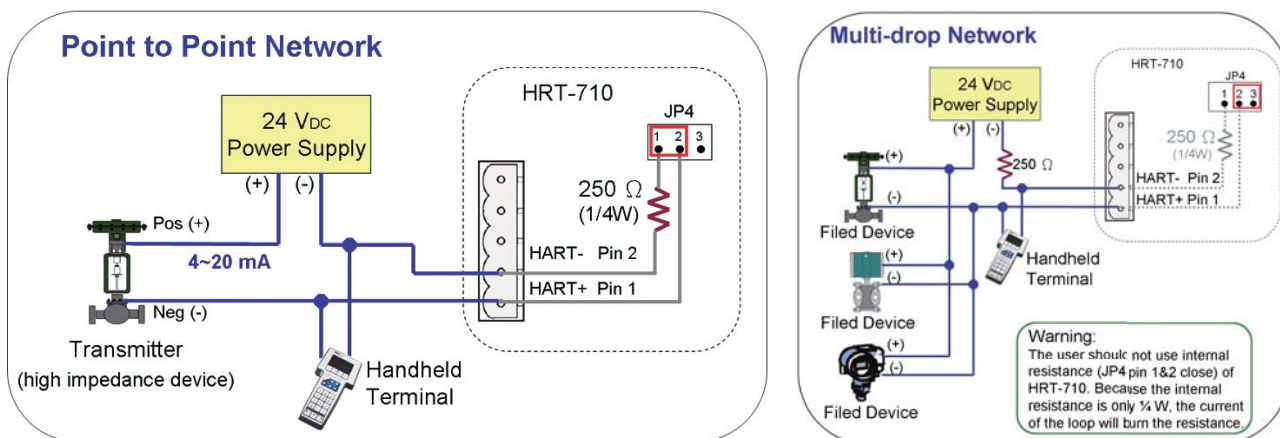 Point to Point Network
24 VDC
Power Supply
(+) (-)
Pos (+)
4~20 mA
Neg (-)
Transmitter
(high impedance device)
Handheld
Terminal
HRT-710
JP4
1 2 3
250 Ω
(1/4W)
HART- Pin 2
HART+ Pin 1
Multi-drop Network
24 VDC
Power Supply
(+) (-)
250 Ω
HRT-710
JP4
1 2 3
250 Ω
(1/4W)
HART- Pin 2
HART+ Pin 1
(+)
(-)
Filed Device
(+)
(-)
Filed Device
(+)
(-)
Filed Device
Handheld
Terminal
Warning:
The user should not use internal
resistance (JP4 pin 1&2 close) of
HRT-710. Because the internal
resistance is only ¼ W, the current
of the loop will burn the resistance.